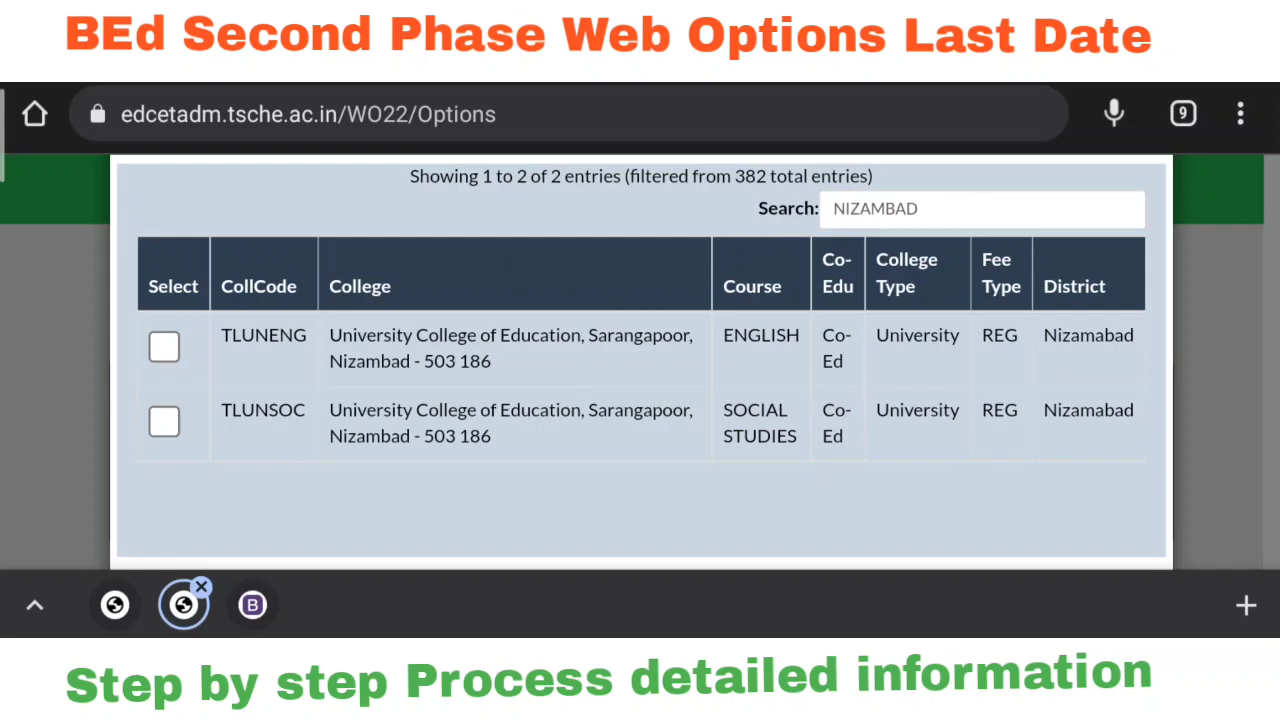 BEd Second Phase Web Options Last Date
edcetadm.tsche.ac.in/WO22/Options
9
Showing 1 to 2 of 2 entries (filtered from 382 total entries)
Search: NIZAMBAD
Select CollCode College Course Co-Edu College Type Fee Type District
TLUNENG University College of Education, Sarangapoor, ENGLISH Co- University REG Nizamabad
Nizambad - 503 186 Ed
TLUNSOC University College of Education, Sarangapoor, SOCIAL Co- University REG Nizamabad
Nizambad - 503 186 STUDIES Ed
B
Step by step Process detailed information